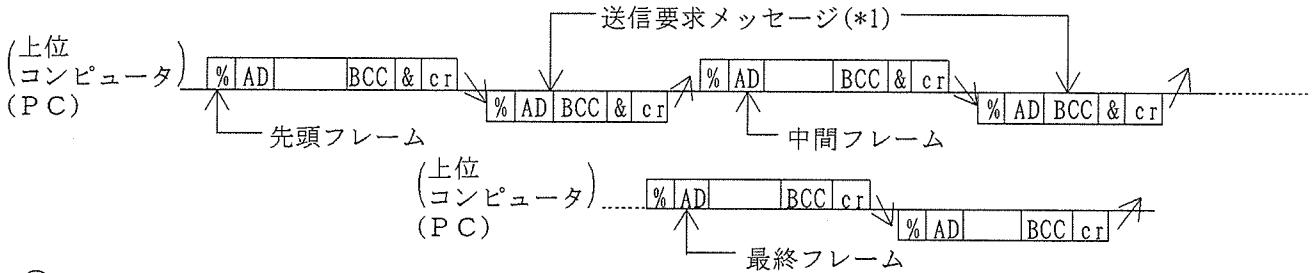 送信要求メッセージ(*1)
(上位
コンピュータ)
(PC)
% AD BCC & cr
% AD BCC & cr
% AD BCC & cr
% AD BCC & cr
先頭フレーム
中間フレーム
(上位
コンピュータ)
(PC)
% AD BCC cr
% AD BCC cr
最終フレーム